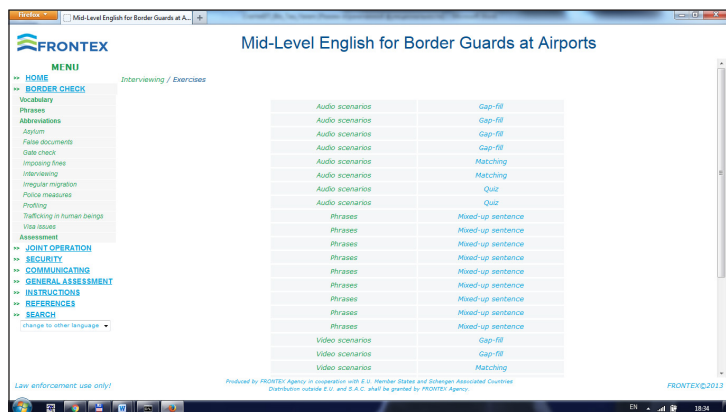 Firefox
Mid-Level English for Border Guards at A...
FRONTEX
Mid-Level English for Border Guards at Airports
MENU
HOME
BORDER CHECK
Vocabulary
Phrases
Abbreviations
Asylum
False documents
Gate check
Imposing fines
Interviewing
Irregular migration
Police measures
Profiling
Trafficking in human beings
Visa issues
Assessment
JOINT OPERATION
SECURITY
COMMUNICATING
GENERAL ASSESSMENT
INSTRUCTIONS
REFERENCES
SEARCH
change to other language
Interviewing / Exercises
Audio scenarios Gap-fill
Audio scenarios Gap-fill
Audio scenarios Gap-fill
Audio scenarios Gap-fill
Audio scenarios Matching
Audio scenarios Matching
Audio scenarios Quiz
Audio scenarios Quiz
Phrases Mixed-up sentence
Phrases Mixed-up sentence
Phrases Mixed-up sentence
Phrases Mixed-up sentence
Phrases Mixed-up sentence
Phrases Mixed-up sentence
Phrases Mixed-up sentence
Phrases Mixed-up sentence
Phrases Mixed-up sentence
Video scenarios Gap-fill
Video scenarios Gap-fill
Video scenarios Matching
Law enforcement use only!
Produced by FRONTEX Agency in cooperation with E.U. Member States and Schengen Associated Countries
Distribution outside E.U. and S.A.C. shall be granted by FRONTEX Agency.
FRONTEX©2013
EN
18:34